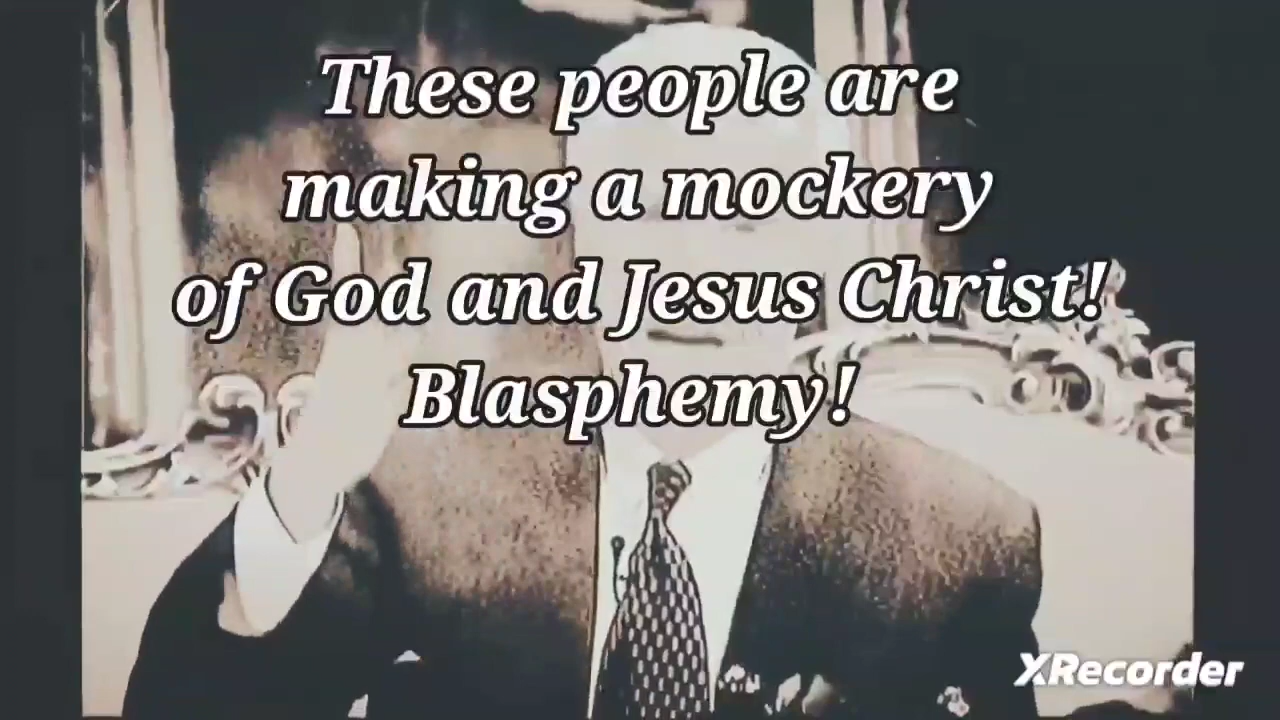 These people are
making a mockery
of God and Jesus Christ!
Blasphemy!
XRecorder